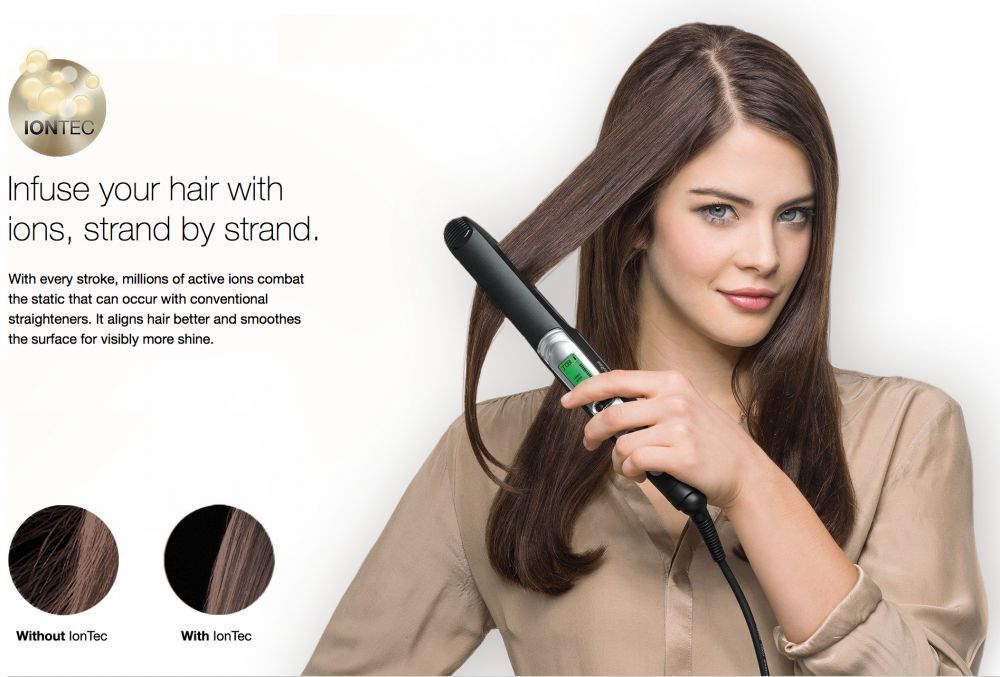 IONTEC
Infuse your hair with
ions, strand by strand.
With every stroke, millions of active ions combat
the static that can occur with conventional
straighteners. It aligns hair better and smoothes
the surface for visibly more shine.
Without IonTec
With IonTec